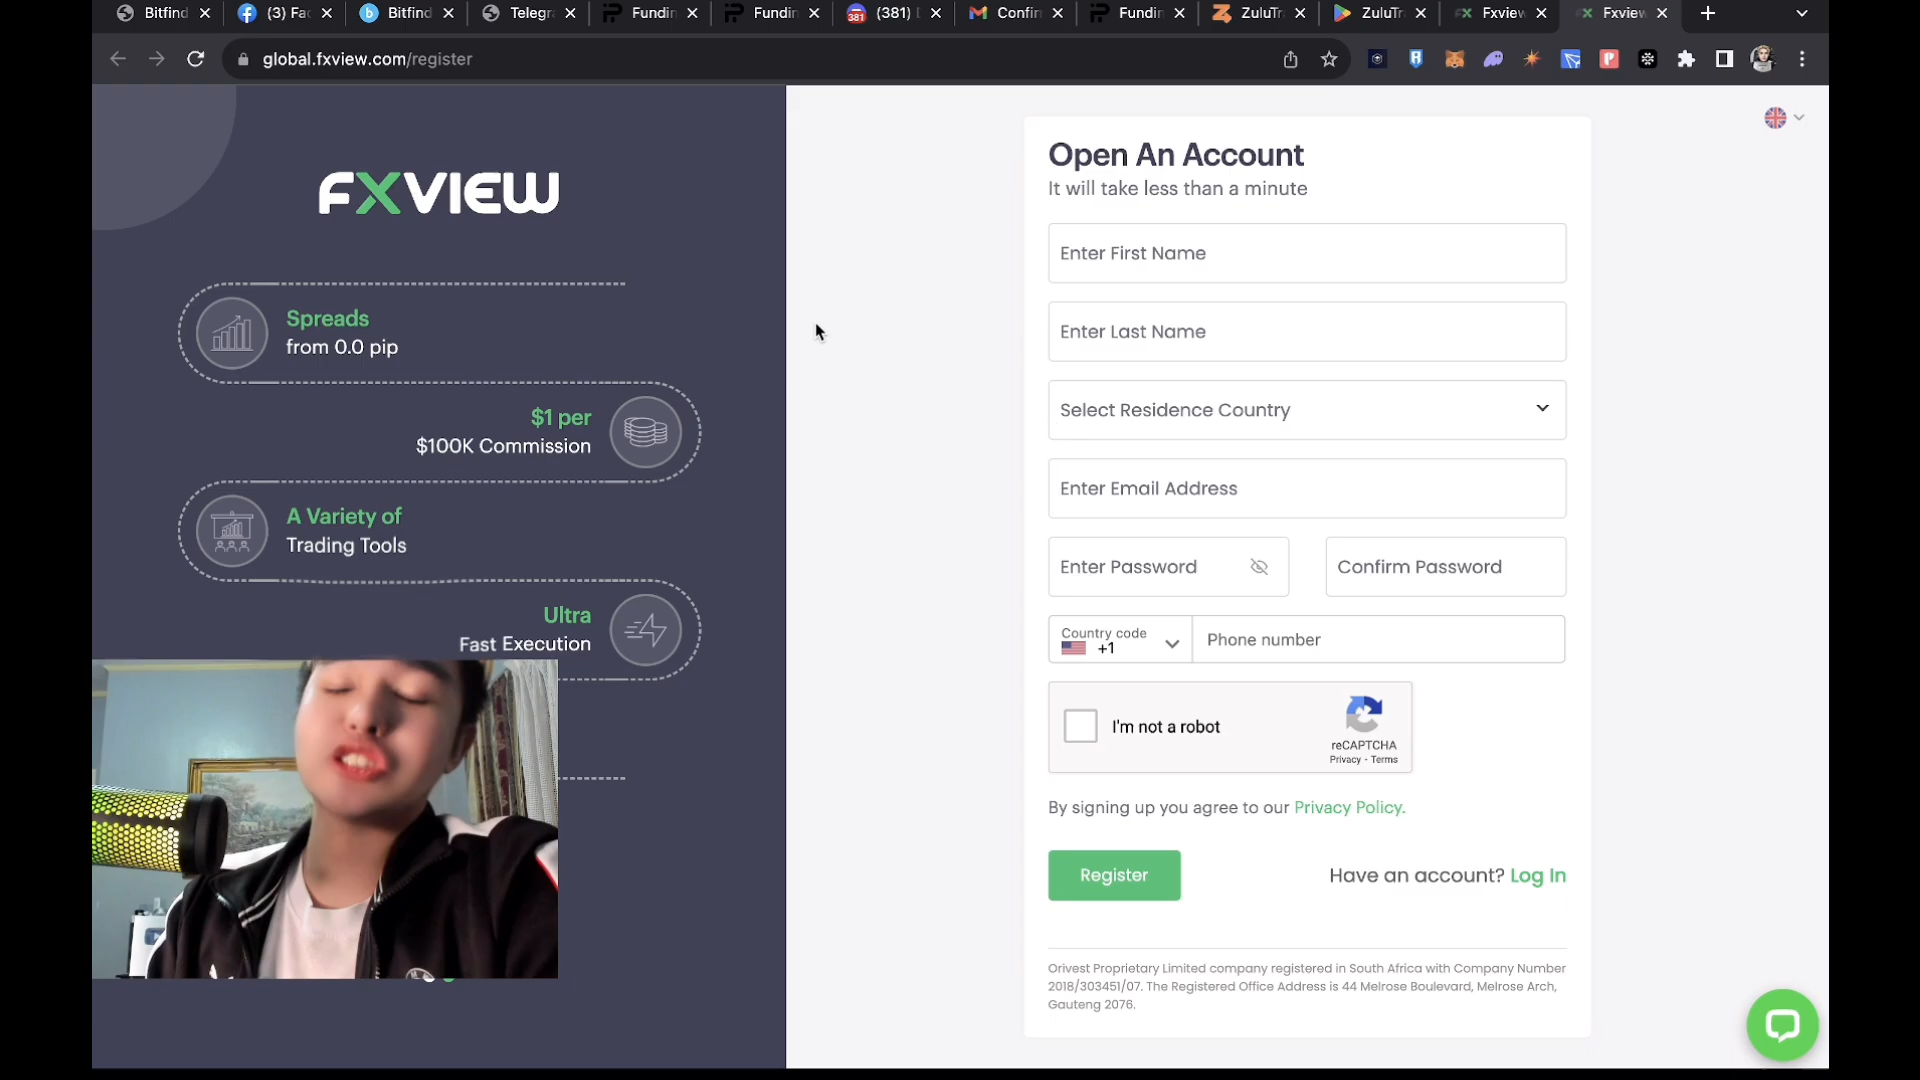 Bitfind
(3) Fac
Bitfind
Telegr
Fundin
Fundin
381
(381)
Confir
Fundin
ZuluTr
ZuluTr
Fxview
Fxview
global.fxview.com/register
FXVIEW
Spreads
from 0.0 pip
$1 per
$100K Commission
A Variety of
Trading Tools
Ultra
Fast Execution
Open An Account
It will take less than a minute
Enter First Name
Enter Last Name
Select Residence Country
Enter Email Address
Enter Password
Confirm Password
Country code
+1
Phone number
I'm not a robot
reCAPTCHA
Privacy - Terms
By signing up you agree to our Privacy Policy.
Register
Have an account? Log In
Orivest Proprietary Limited company registered in South Africa with Company Number
2018/303451/07. The Registered Office Address is 44 Melrose Boulevard, Melrose Arch,
Gauteng 2076.